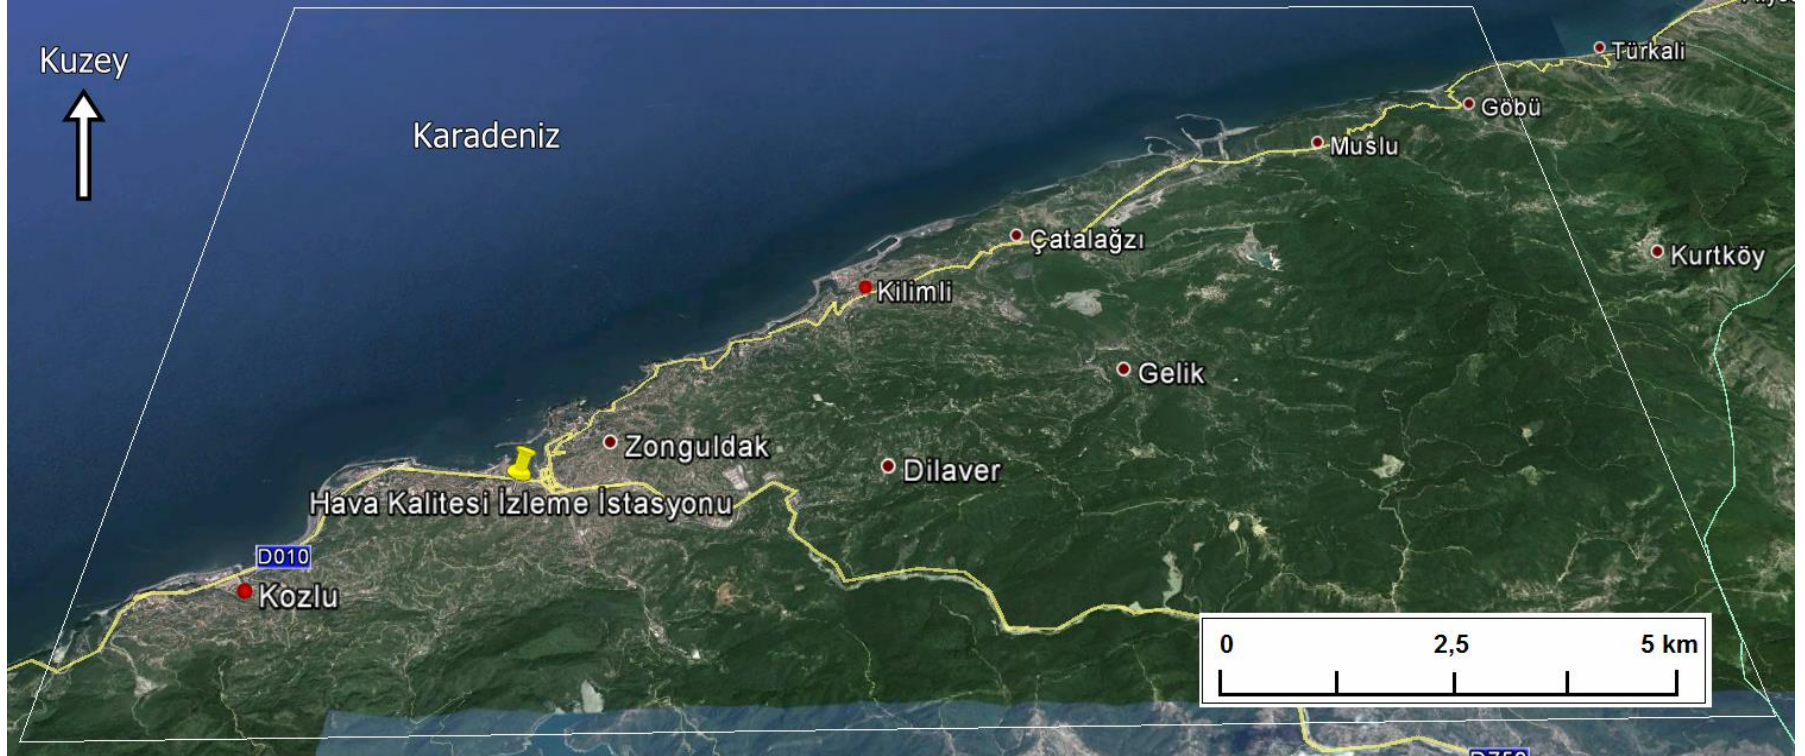 Türkali
Kuzey
Göbü
Karadeniz
Muslu
Çatalağzı
Kurtköy
Kilimli
Gelik
Zonguldak
Dilaver
Hava Kalitesi İzleme İstasyonu
D010
Kozlu
0 2,5 5 km